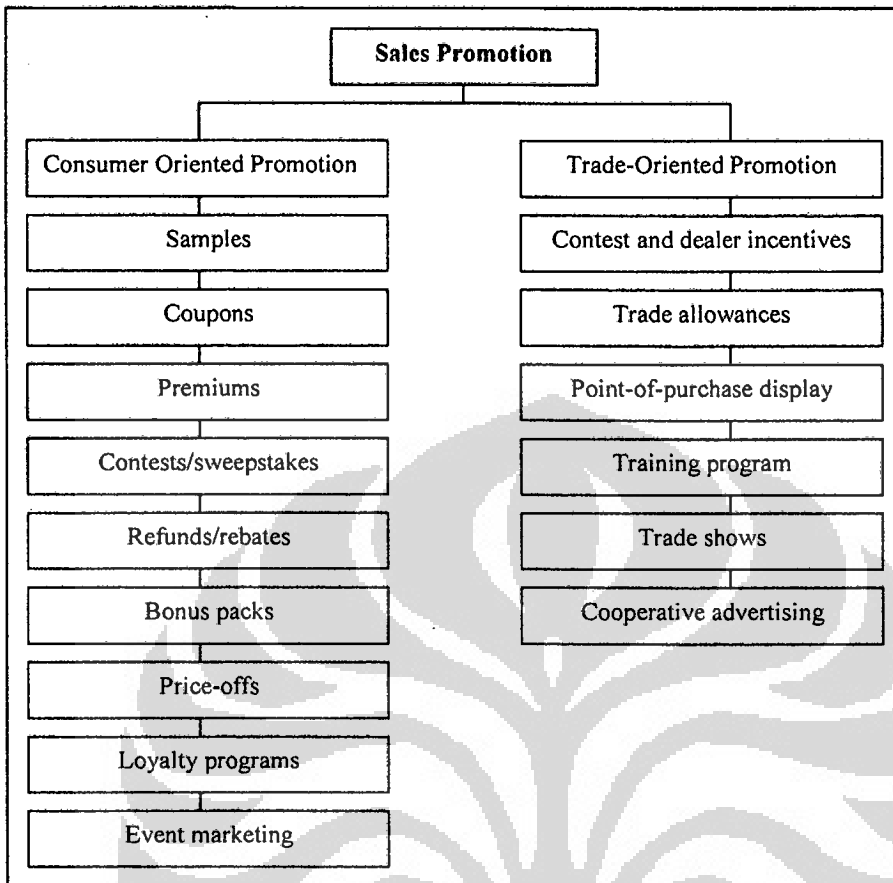 Sales Promotion
Consumer Oriented Promotion
Samples
Coupons
Premiums
Contests/sweepstakes
Refunds/rebates
Bonus packs
Price-offs
Loyalty programs
Event marketing
Trade-Oriented Promotion
Contest and dealer incentives
Trade allowances
Point-of-purchase display
Training program
Trade shows
Cooperative advertising